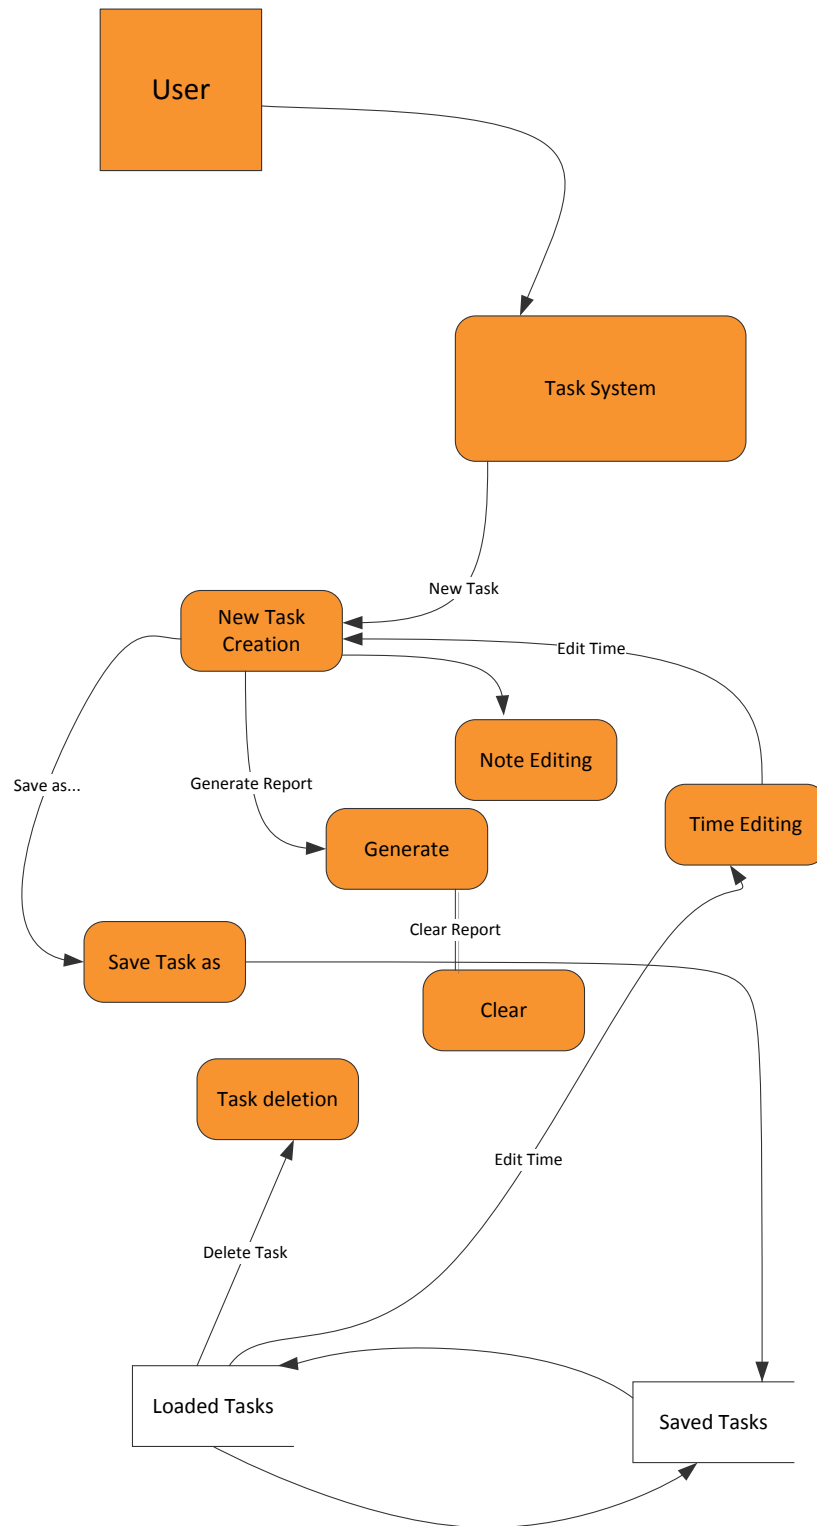 User
Task System
New Task
New Task
Creation
Edit Time
Note Editing
Save as...
Generate Report
Time Editing
Generate
Clear Report
Save Task as
Clear
Task deletion
Edit Time
Delete Task
Loaded Tasks
Saved Tasks